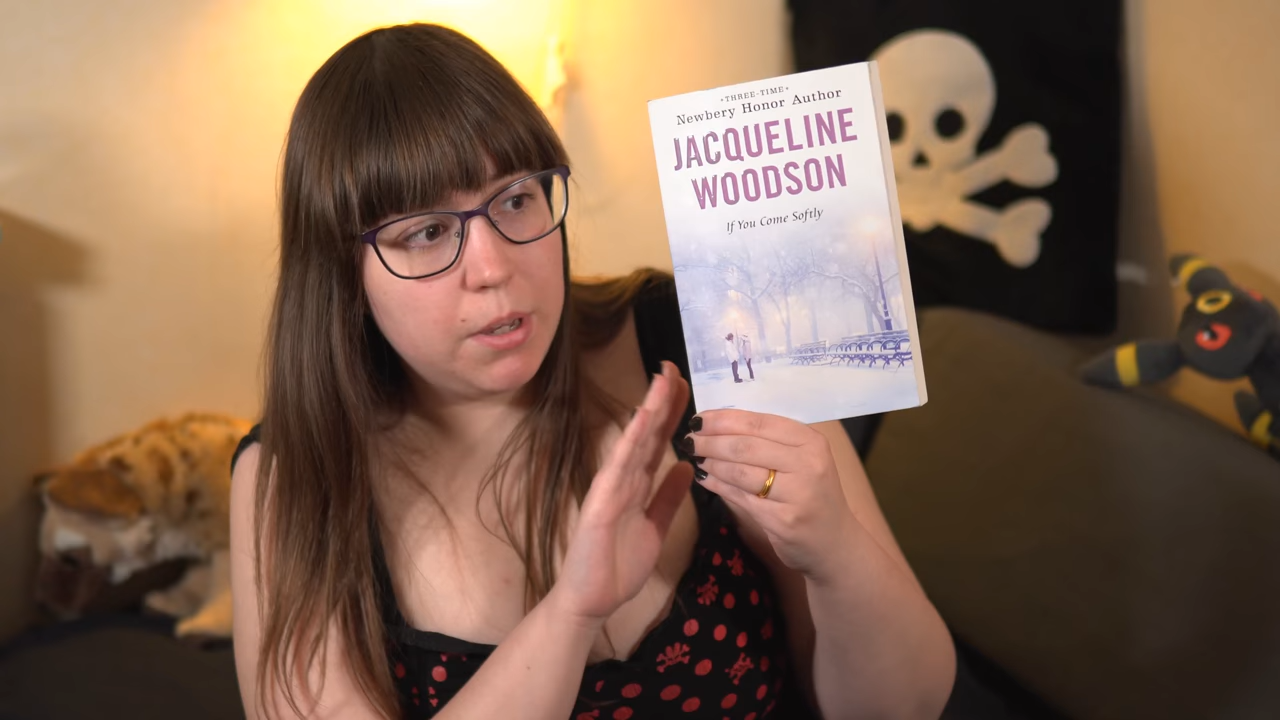 •THREE-TIME•
Newbery Honor Author
JACQUELINE
WOODSON
If You Come Softly